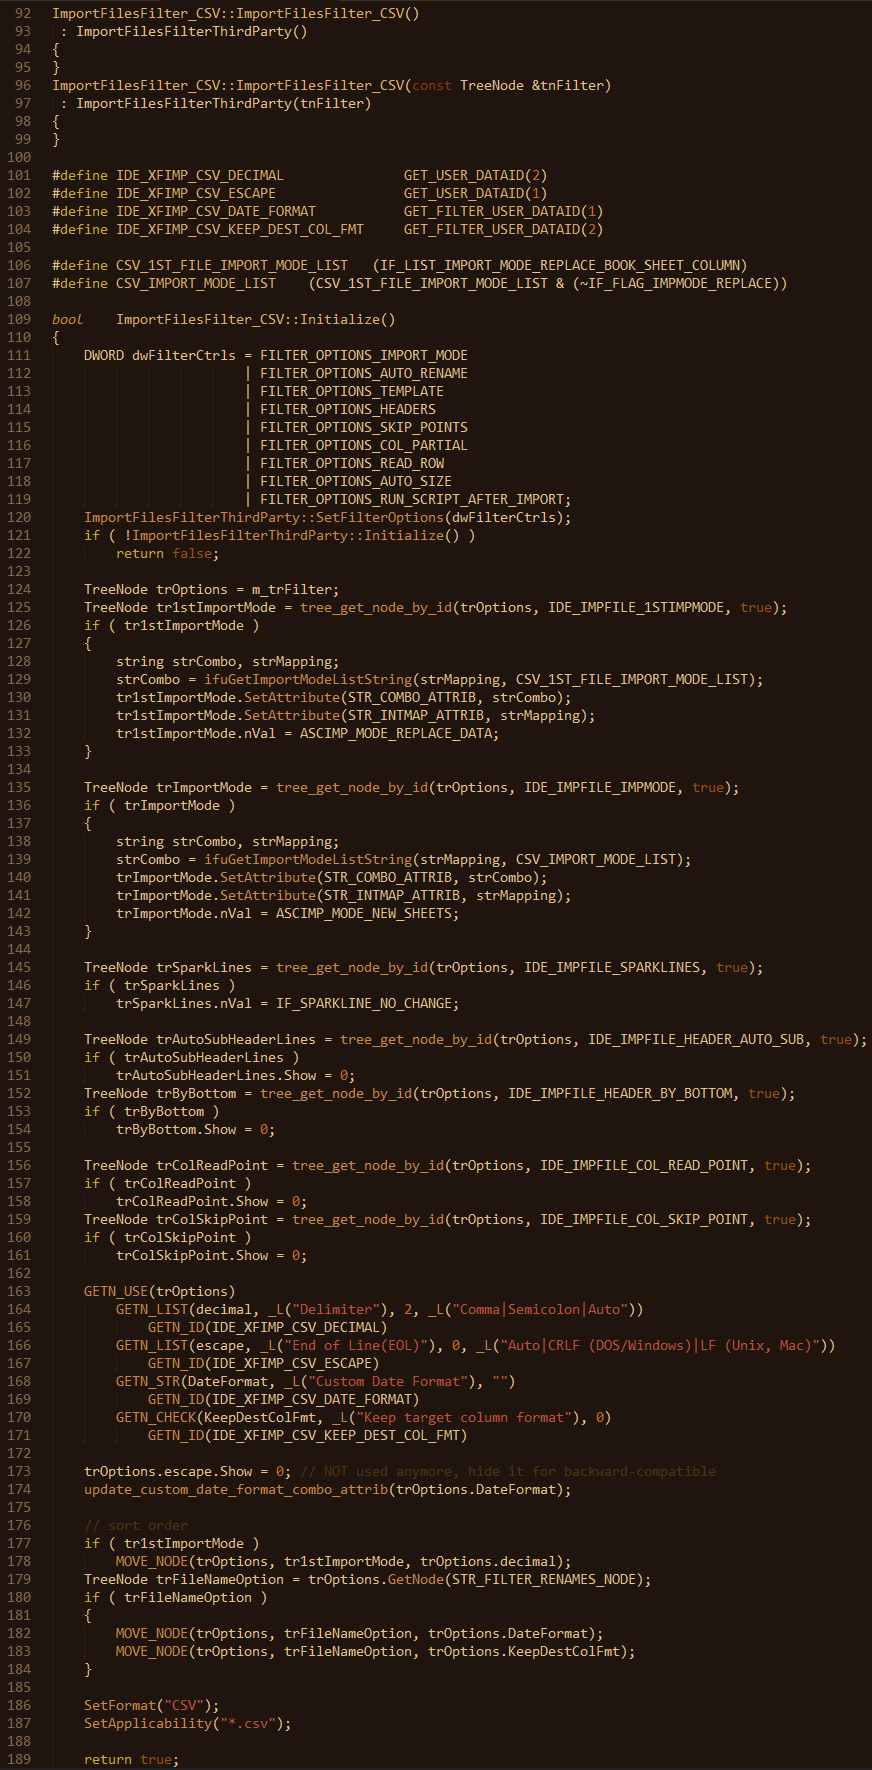 92 ImportFilesFilter_CSV::ImportFilesFilter_CSV()
93  : ImportFilesFilterThirdParty()
94 {
95 }
96 ImportFilesFilter_CSV::ImportFilesFilter_CSV(const TreeNode &tnFilter)
97  : ImportFilesFilterThirdParty(tnFilter)
98 {
99 }
100
101 #define IDE_XFIMP_CSV_DECIMAL               GET_USER_DATAID(2)
102 #define IDE_XFIMP_CSV_ESCAPE                GET_USER_DATAID(1)
103 #define IDE_XFIMP_CSV_DATE_FORMAT           GET_FILTER_USER_DATAID(1)
104 #define IDE_XFIMP_CSV_KEEP_DEST_COL_FMT     GET_FILTER_USER_DATAID(2)
105
106 #define CSV_1ST_FILE_IMPORT_MODE_LIST   (IF_LIST_IMPORT_MODE_REPLACE_BOOK_SHEET_COLUMN)
107 #define CSV_IMPORT_MODE_LIST    (CSV_1ST_FILE_IMPORT_MODE_LIST & (~IF_FLAG_IMPMODE_REPLACE))
108
109 bool    ImportFilesFilter_CSV::Initialize()
110 {
111     DWORD dwFilterCtrls = FILTER_OPTIONS_IMPORT_MODE
112                         | FILTER_OPTIONS_AUTO_RENAME
113                         | FILTER_OPTIONS_TEMPLATE
114                         | FILTER_OPTIONS_HEADERS
115                         | FILTER_OPTIONS_SKIP_POINTS
116                         | FILTER_OPTIONS_COL_PARTIAL
117                         | FILTER_OPTIONS_READ_ROW
118                         | FILTER_OPTIONS_AUTO_SIZE
119                         | FILTER_OPTIONS_RUN_SCRIPT_AFTER_IMPORT;
120     ImportFilesFilterThirdParty::SetFilterOptions(dwFilterCtrls);
121     if ( !ImportFilesFilterThirdParty::Initialize() )
122         return false;
123
124     TreeNode trOptions = m_trFilter;
125     TreeNode tr1stImportMode = tree_get_node_by_id(trOptions, IDE_IMPFILE_1STIMPMODE, true);
126     if ( tr1stImportMode )
127     {
128         string strCombo, strMapping;
129         strCombo = ifuGetImportModeListString(strMapping, CSV_1ST_FILE_IMPORT_MODE_LIST);
130         tr1stImportMode.SetAttribute(STR_COMBO_ATTRIB, strCombo);
131         tr1stImportMode.SetAttribute(STR_INTMAP_ATTRIB, strMapping);
132         tr1stImportMode.nVal = ASCIMP_MODE_REPLACE_DATA;
133     }
134
135     TreeNode trImportMode = tree_get_node_by_id(trOptions, IDE_IMPFILE_IMPMODE, true);
136     if ( trImportMode )
137     {
138         string strCombo, strMapping;
139         strCombo = ifuGetImportModeListString(strMapping, CSV_IMPORT_MODE_LIST);
140         trImportMode.SetAttribute(STR_COMBO_ATTRIB, strCombo);
141         trImportMode.SetAttribute(STR_INTMAP_ATTRIB, strMapping);
142         trImportMode.nVal = ASCIMP_MODE_NEW_SHEETS;
143     }
144
145     TreeNode trSparkLines = tree_get_node_by_id(trOptions, IDE_IMPFILE_SPARKLINES, true);
146     if ( trSparkLines )
147         trSparkLines.nVal = IF_SPARKLINE_NO_CHANGE;
148
149     TreeNode trAutoSubHeaderLines = tree_get_node_by_id(trOptions, IDE_IMPFILE_HEADER_AUTO_SUB, true);
150     if ( trAutoSubHeaderLines )
151         trAutoSubHeaderLines.Show = 0;
152     TreeNode trByBottom = tree_get_node_by_id(trOptions, IDE_IMPFILE_HEADER_BY_BOTTOM, true);
153     if ( trByBottom )
154         trByBottom.Show = 0;
155
156     TreeNode trColReadPoint = tree_get_node_by_id(trOptions, IDE_IMPFILE_COL_READ_POINT, true);
157     if ( trColReadPoint )
158         trColReadPoint.Show = 0;
159     TreeNode trColSkipPoint = tree_get_node_by_id(trOptions, IDE_IMPFILE_COL_SKIP_POINT, true);
160     if ( trColSkipPoint )
161         trColSkipPoint.Show = 0;
162
163     GETN_USE(trOptions)
164         GETN_LIST(decimal, _L("Delimiter"), 2, _L("Comma|Semicolon|Auto"))
165             GETN_ID(IDE_XFIMP_CSV_DECIMAL)
166         GETN_LIST(escape, _L("End of Line(EOL)"), 0, _L("Auto|CRLF (DOS/Windows)|LF (Unix, Mac)"))
167             GETN_ID(IDE_XFIMP_CSV_ESCAPE)
168         GETN_STR(DateFormat, _L("Custom Date Format"), "")
169             GETN_ID(IDE_XFIMP_CSV_DATE_FORMAT)
170         GETN_CHECK(KeepDestColFmt, _L("Keep target column format"), 0)
171             GETN_ID(IDE_XFIMP_CSV_KEEP_DEST_COL_FMT)
172
173     trOptions.escape.Show = 0; // NOT used anymore, hide it for backward-compatible
174     update_custom_date_format_combo_attrib(trOptions.DateFormat);
175
176     // sort order
177     if ( tr1stImportMode )
178         MOVE_NODE(trOptions, tr1stImportMode, trOptions.decimal);
179     TreeNode trFileNameOption = trOptions.GetNode(STR_FILTER_RENAMES_NODE);
180     if ( trFileNameOption )
181     {
182         MOVE_NODE(trOptions, trFileNameOption, trOptions.DateFormat);
183         MOVE_NODE(trOptions, trFileNameOption, trOptions.KeepDestColFmt);
184     }
185
186     SetFormat("CSV");
187     SetApplicability("*.csv");
188
189     return true;